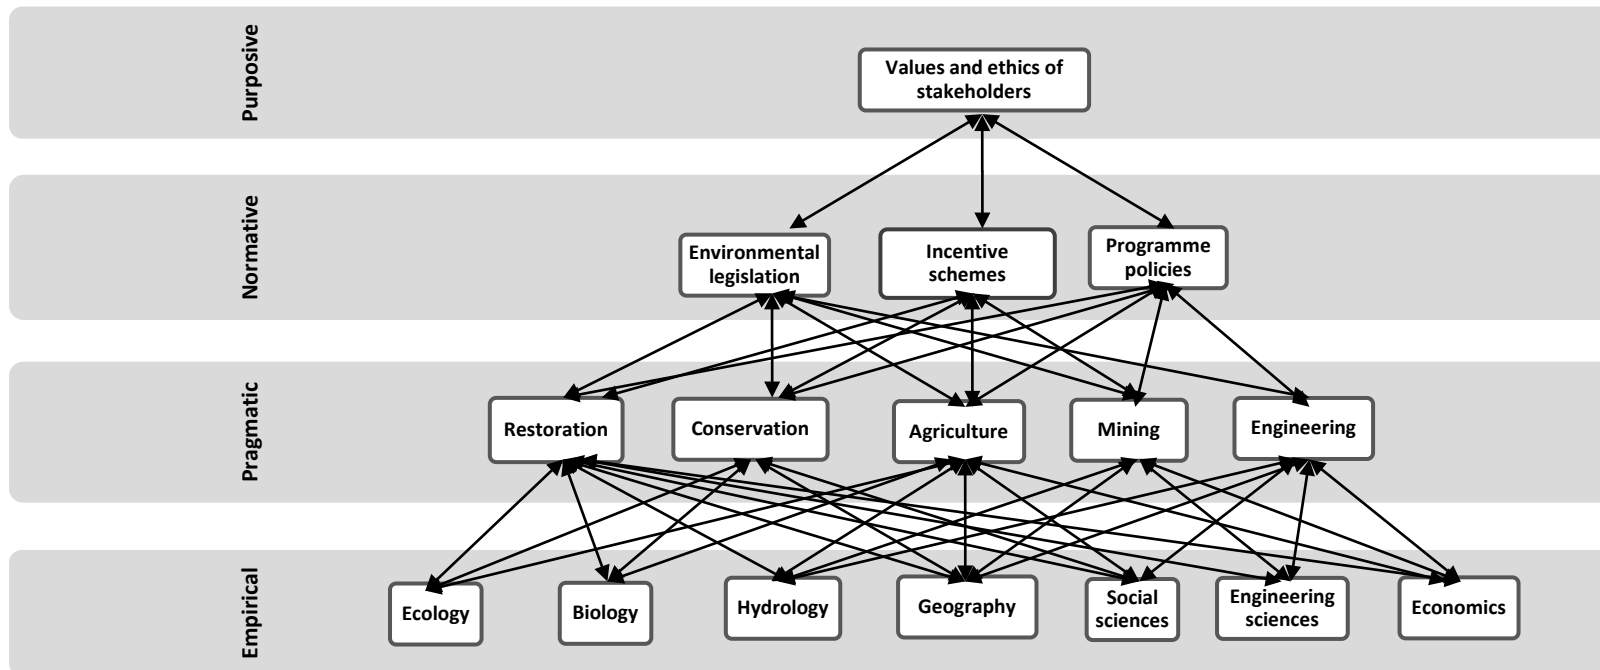 Purposive
Values and ethics of
stakeholders
Normative
Environmental
legislation
Incentive
schemes
Programme
policies
Pragmatic
Restoration
Conservation
Agriculture
Mining
Engineering
Empirical
Ecology
Biology
Hydrology
Geography
Social
sciences
Engineering
sciences
Economics